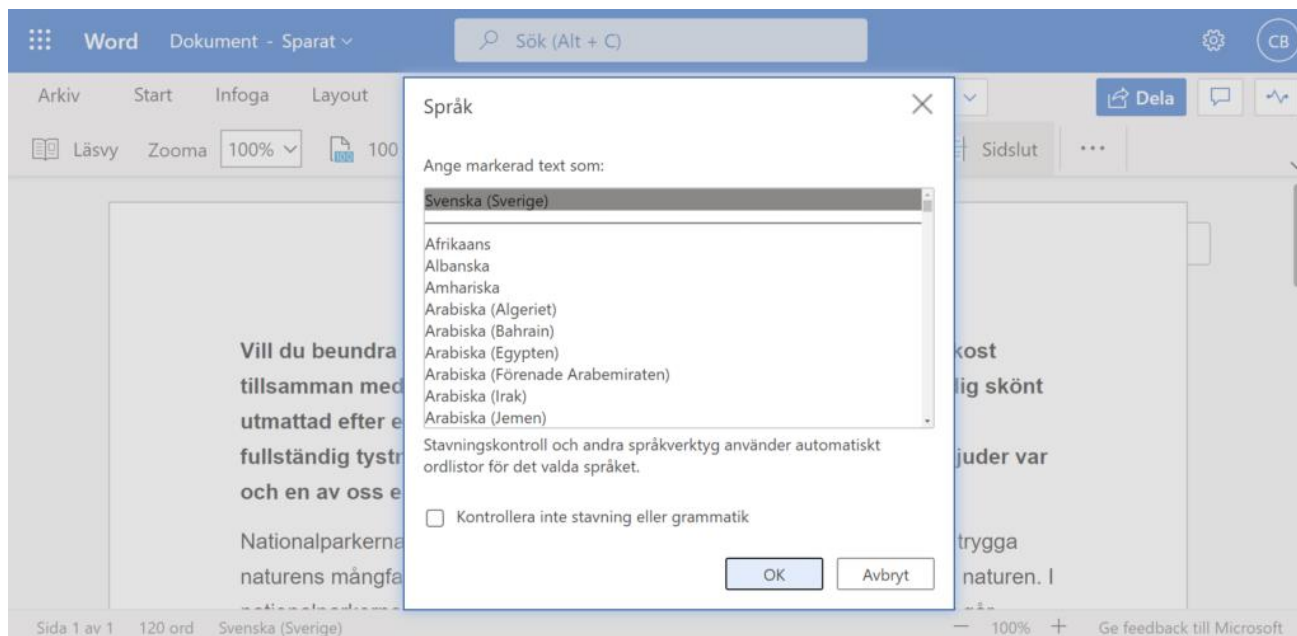 Word Dokument - Sparat Sök (Alt + C) CB
Arkiv Start Infoga Layout Dela
Läsvy Zooma 100% 100 Sidslut ...
Språk
Ange markerad text som:
Svenska (Sverige)
Afrikaans
Albanska
Amhariska
Arabiska (Algeriet)
Arabiska (Bahrain)
Arabiska (Egypten)
Arabiska (Förenade Arabemiraten)
Arabiska (Irak)
Arabiska (Jemen)
Stavningskontroll och andra språkverktyg använder automatiskt
ordlistor för det valda språket.
Kontrollera inte stavning eller grammatik
OK Avbryt
Vill du beundra kost
tillsamman med lig skönt
utmattad efter e
fullständig tystn juder var
och en av oss e
Nationalparkerna trygga
naturens mångfa naturen. I
Sida 1 av 1 120 ord Svenska (Sverige) 100% Ge feedback till Microsoft